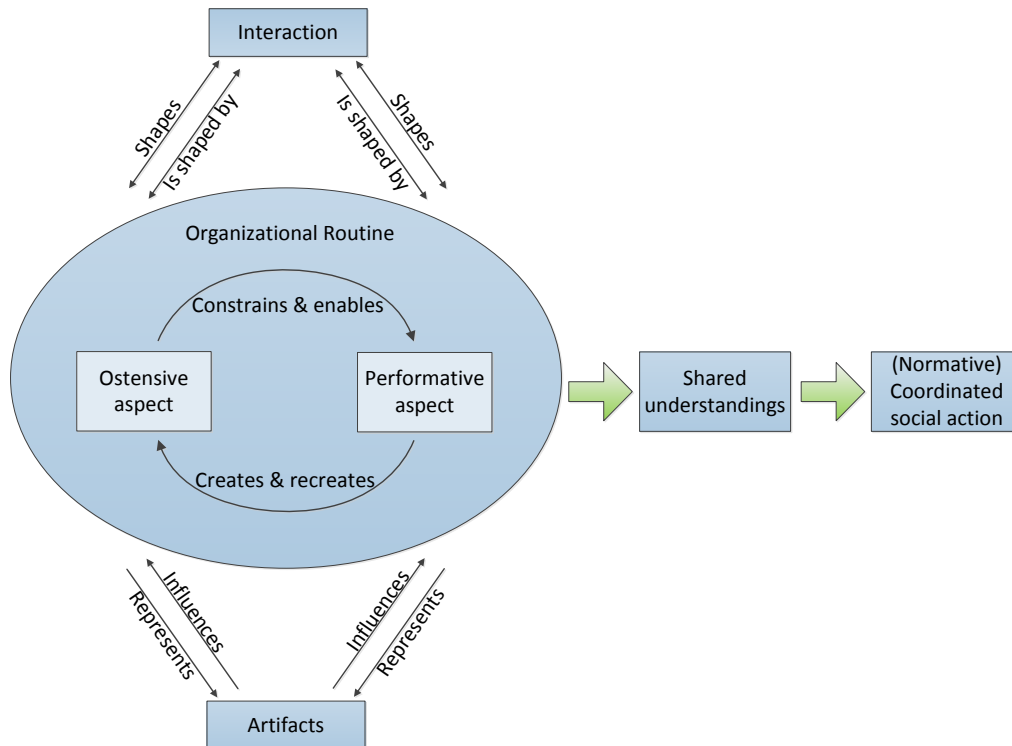 Interaction
Shapes
Is shaped by
Is shaped by
Shapes
Organizational Routine
Constrains & enables
Ostensive
aspect
Performative
aspect
Shared
understandings
(Normative)
Coordinated
social action
Creates & recreates
Represents
Influences
Influences
Represents
Artifacts